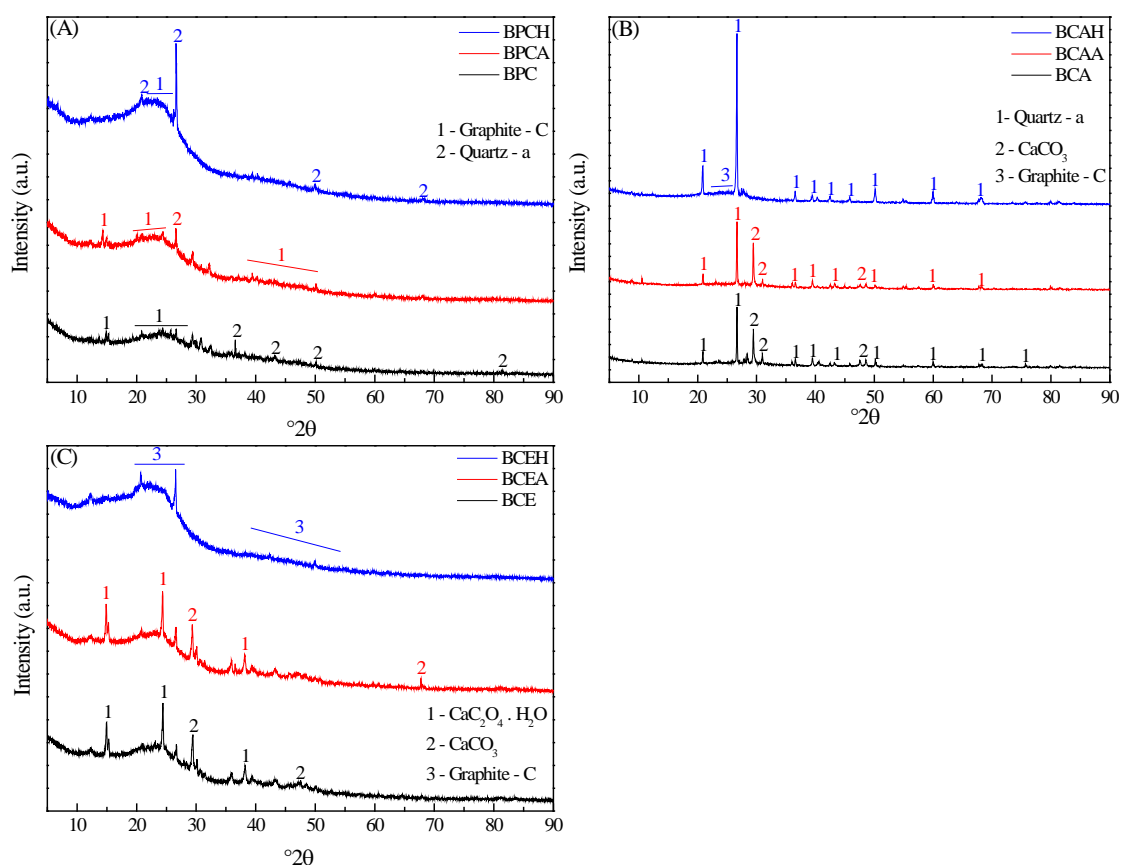 (A)
BPCH
BPCA
BPC
1 - Graphite - C
2 - Quartz - a
2
2 1
1 1 2
1
1 1 2 2 2 2
2 2
Intensity (a.u.)
10 20 30 40 50 60 70 80 90
°2θ
(B)
BCAH
BCAA
BCA
1- Quartz - a
2 - CaCO₃
3 - Graphite - C
1
1 3 1 1 1 1 1 1 1
1 1 2 2 1 1 1 2 1 1 1
1 1 2 2 1 1 1 2 1 1 1 1
Intensity (a.u.)
10 20 30 40 50 60 70 80 90
°2θ
(C)
BCEH
BCEA
BCE
3
3
1 1 2 1 2
1 1 2 1 2
1 - CaC₂O₄ . H₂O
2 - CaCO₃
3 - Graphite - C
Intensity (a.u.)
10 20 30 40 50 60 70 80 90
°2θ